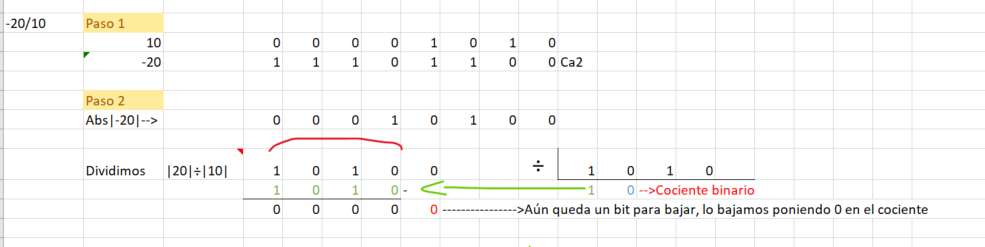 -20/10 Paso 1
10 0 0 0 0 1 0 1 0
-20 1 1 1 0 1 1 0 0 Ca2
Paso 2
Abs|-20|--> 0 0 0 1 0 1 0 0
Dividimos |20|÷|10| 1 0 1 0 0 ÷ 1 0 1 0
1 0 1 0 - 1 0 -->Cociente binario
0 0 0 0 0 ---------------->Aún queda un bit para bajar, lo bajamos poniendo 0 en el cociente